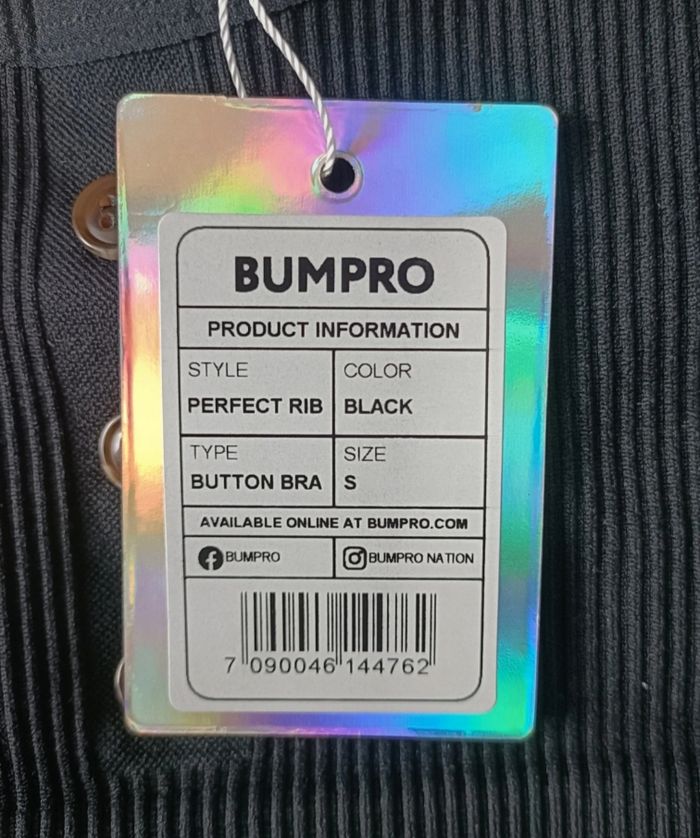 BUMPRO
PRODUCT INFORMATION
STYLE
PERFECT RIB
COLOR
BLACK
TYPE
BUTTON BRA
SIZE
S
AVAILABLE ONLINE AT BUMPRO.COM
BUMPRO
BUMPRO NATION
7 090046 144762